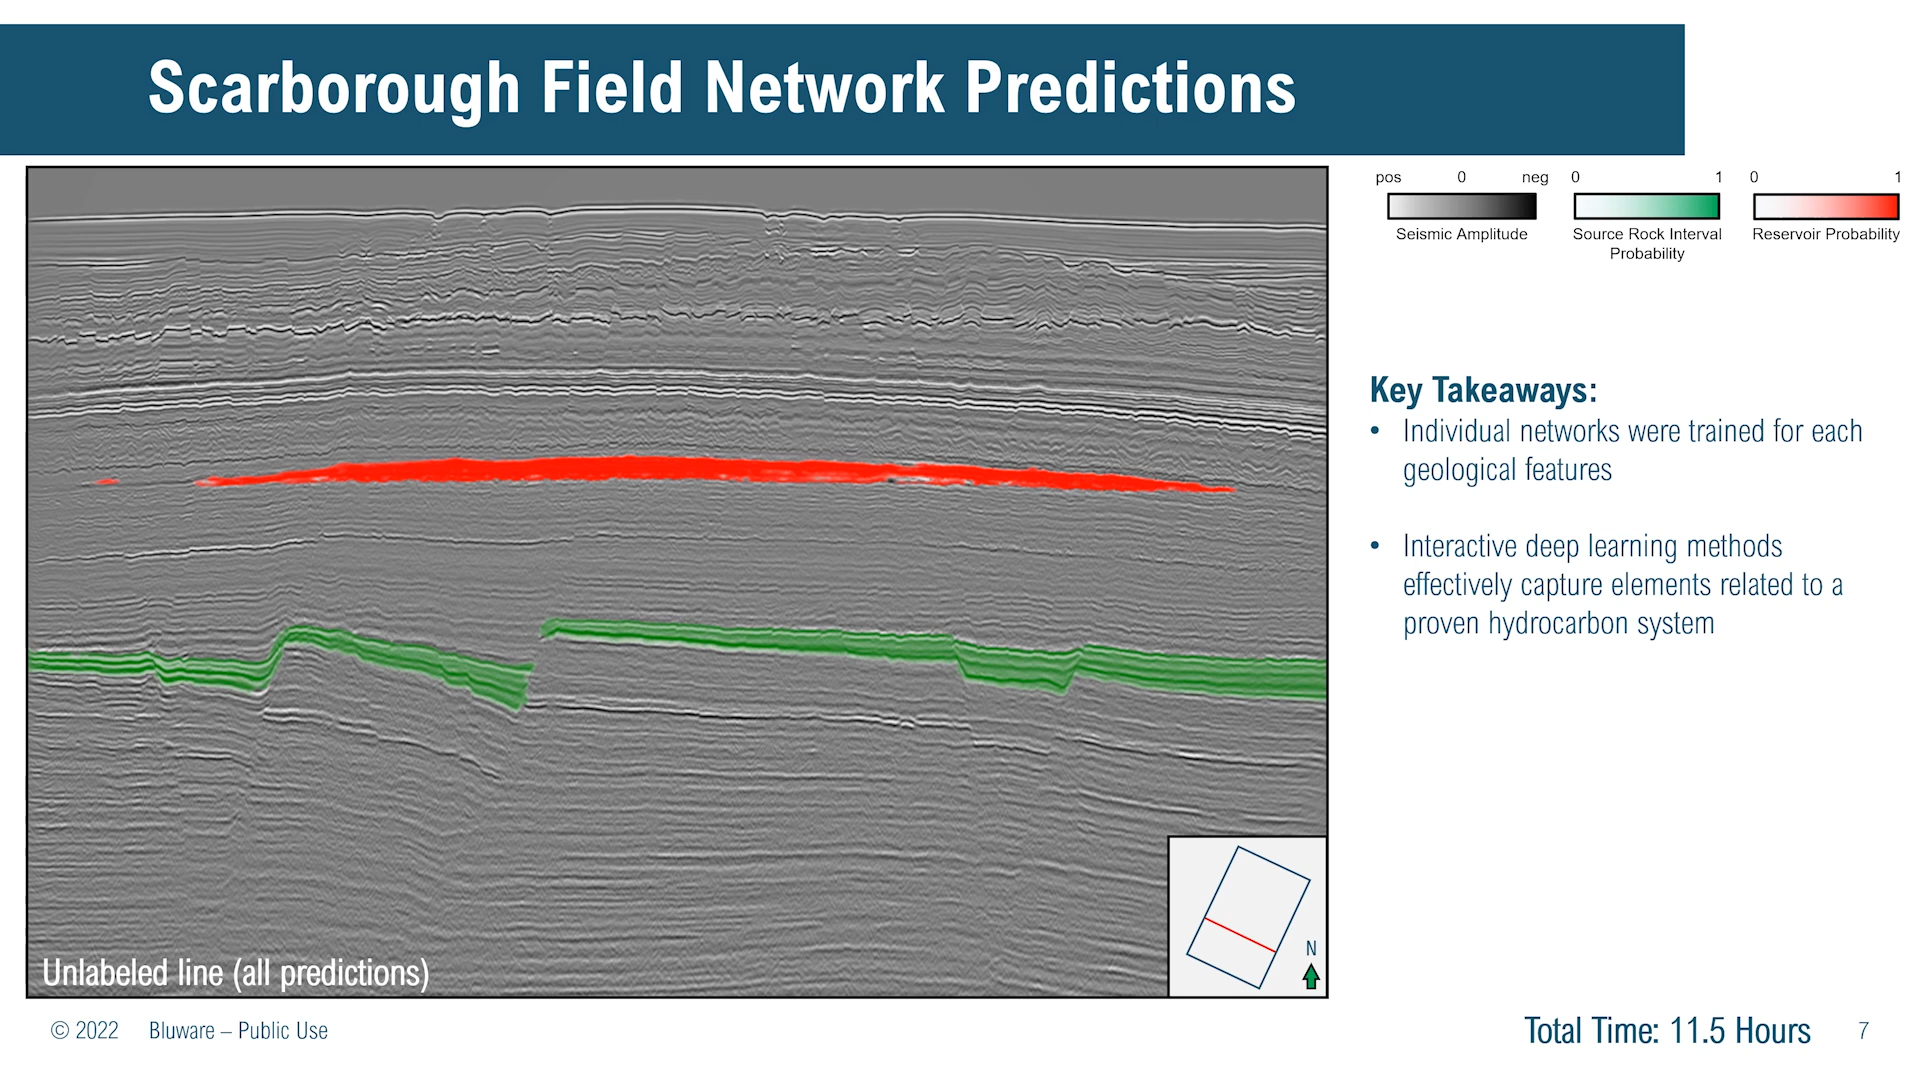 Scarborough Field Network Predictions
pos 0 neg
Seismic Amplitude
0 1
Source Rock Interval
Probability
0 1
Reservoir Probability
Key Takeaways:
• Individual networks were trained for each
geological features
• Interactive deep learning methods
effectively capture elements related to a
proven hydrocarbon system
N
Unlabeled line (all predictions)
© 2022 Bluware – Public Use
Total Time: 11.5 Hours
7